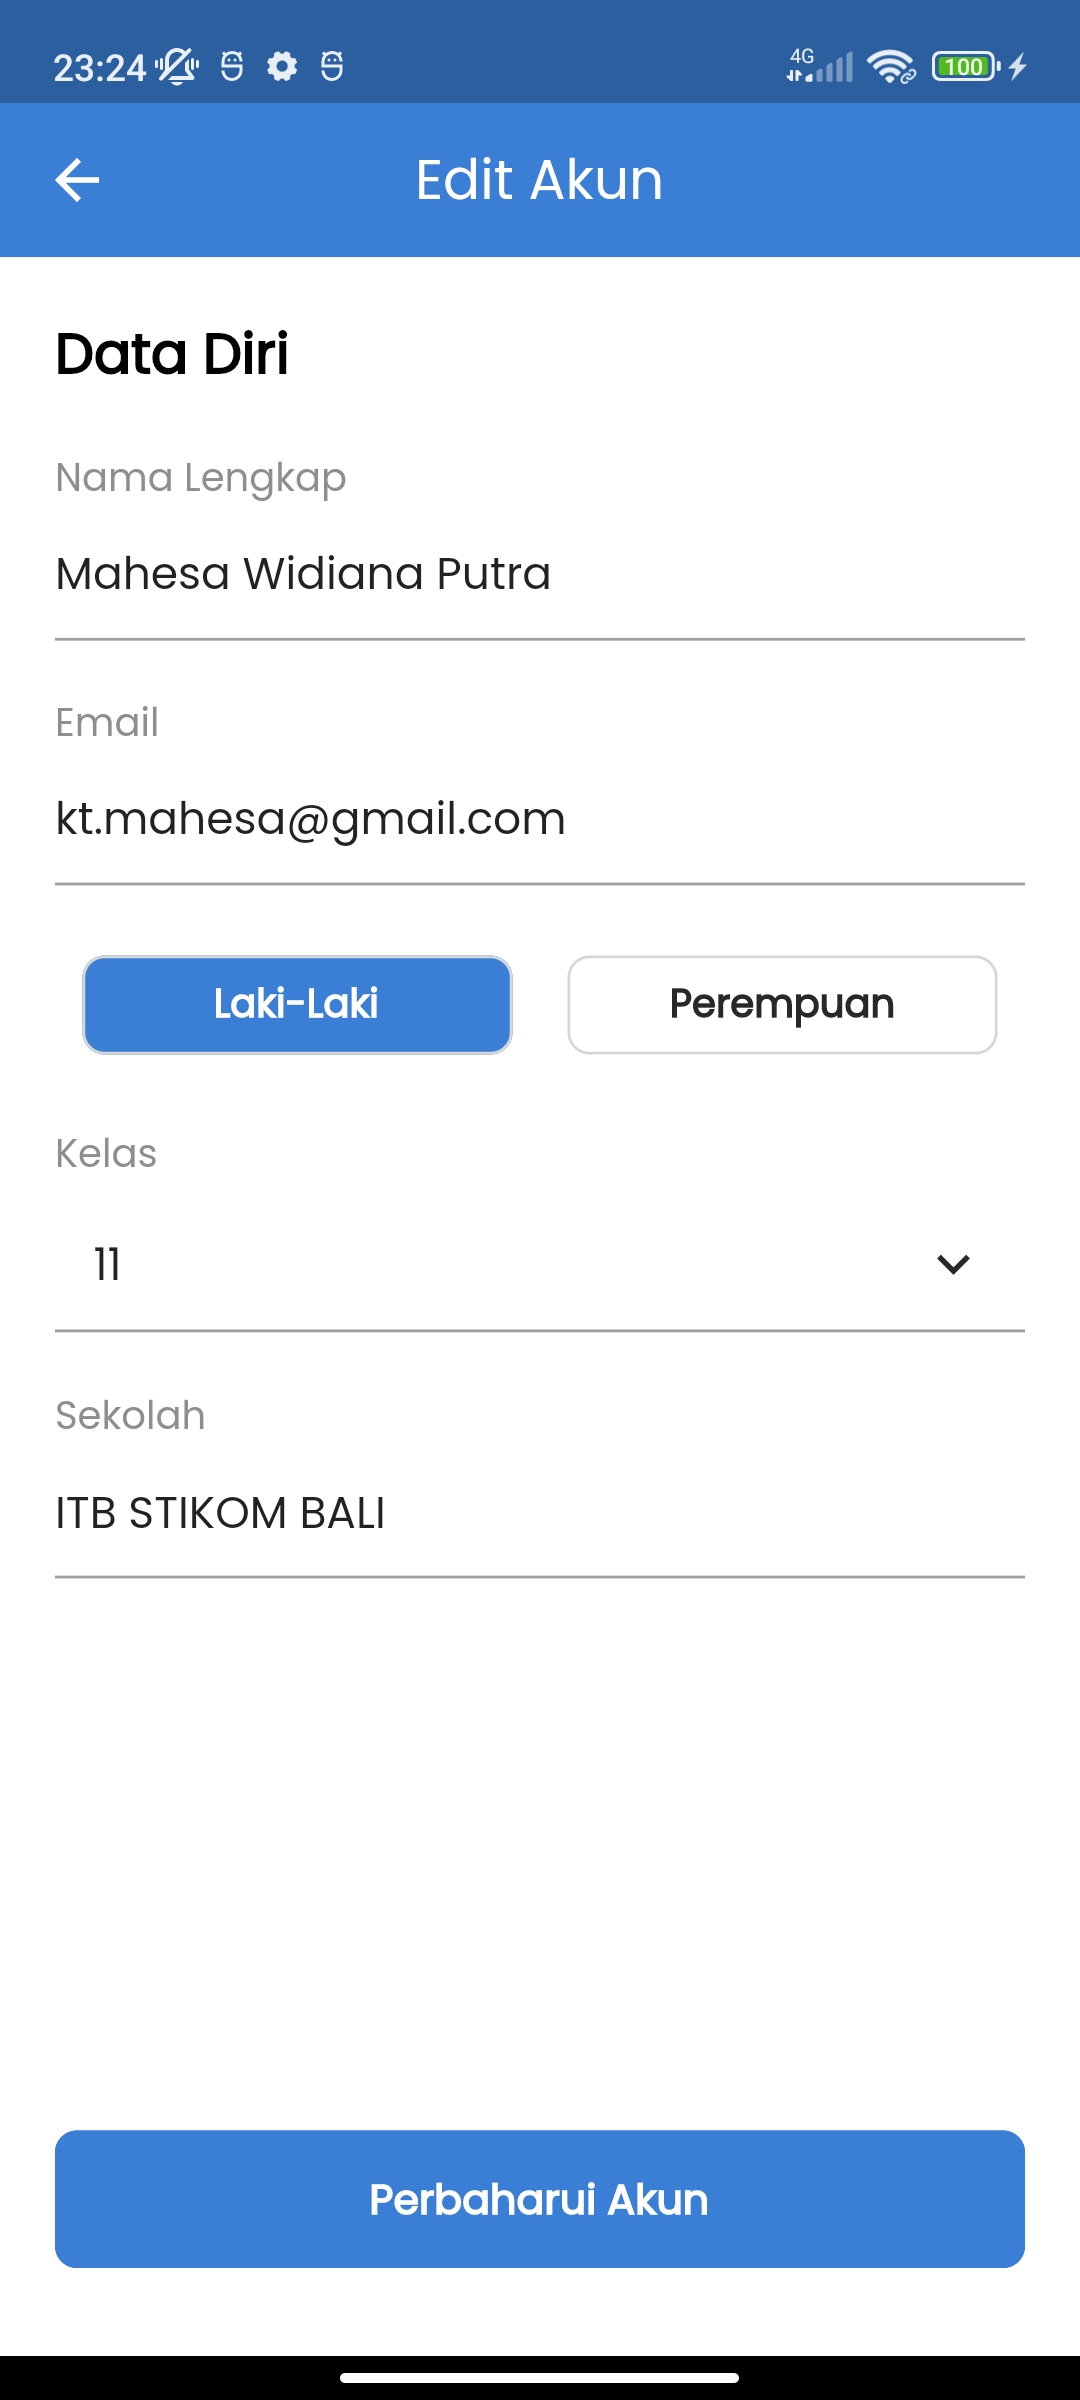 23:24
4G
100
Edit Akun
Data Diri
Nama Lengkap
Mahesa Widiana Putra
Email
kt.mahesa@gmail.com
Laki-Laki
Perempuan
Kelas
11
Sekolah
ITB STIKOM BALI
Perbaharui Akun